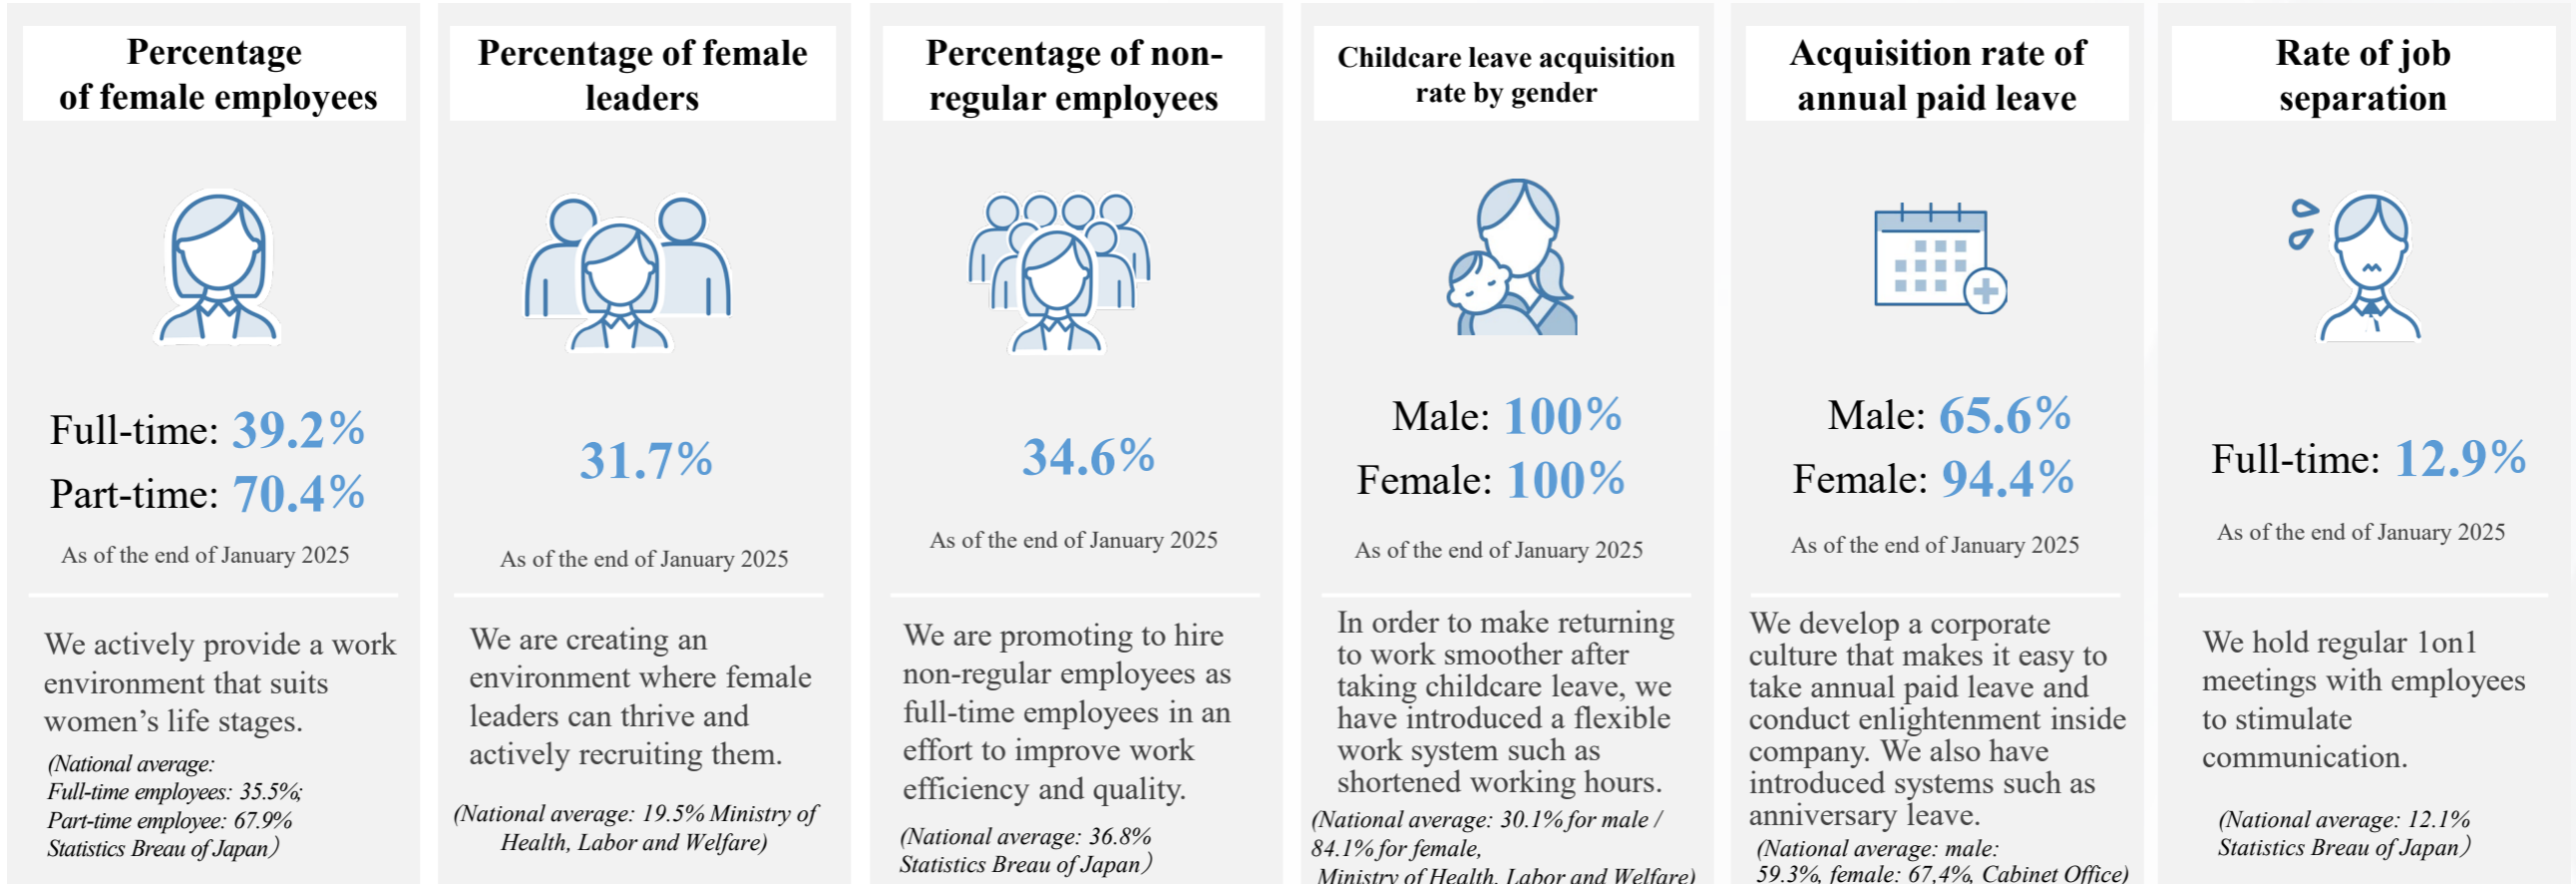 Percentage
of female employees
Full-time: 39.2%
Part-time: 70.4%
As of the end of January 2025
We actively provide a work
environment that suits
women’s life stages.
(National average:
Full-time employees: 35.5%;
Part-time employee: 67.9%
Statistics Breau of Japan）
Percentage of female
leaders
31.7%
As of the end of January 2025
We are creating an
environment where female
leaders can thrive and
actively recruiting them.
(National average: 19.5% Ministry of
Health, Labor and Welfare)
Percentage of non-
regular employees
34.6%
As of the end of January 2025
We are promoting to hire
non-regular employees as
full-time employees in an
effort to improve work
efficiency and quality.
(National average: 36.8%
Statistics Breau of Japan）
Childcare leave acquisition
rate by gender
Male: 100%
Female: 100%
As of the end of January 2025
In order to make returning
to work smoother after
taking childcare leave, we
have introduced a flexible
work system such as
shortened working hours.
(National average: 30.1% for male /
84.1% for female,
Ministry of Health, Labor and Welfare)
Acquisition rate of
annual paid leave
Male: 65.6%
Female: 94.4%
As of the end of January 2025
We develop a corporate
culture that makes it easy to
take annual paid leave and
conduct enlightenment inside
company. We also have
introduced systems such as
anniversary leave.
(National average: male:
59.3%, female: 67,4%, Cabinet Office)
Rate of job
separation
Full-time: 12.9%
As of the end of January 2025
We hold regular 1on1
meetings with employees
to stimulate
communication.
(National average: 12.1%
Statistics Breau of Japan）